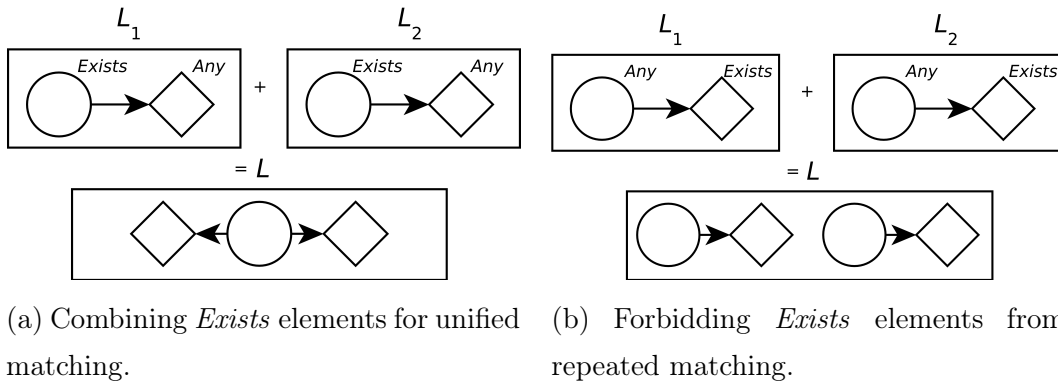 L₁ L₂
Exists Any + Exists Any
= L
(a) Combining Exists elements for unified
matching.
L₁ L₂
Any Exists + Any Exists
= L
(b) Forbidding Exists elements from
repeated matching.